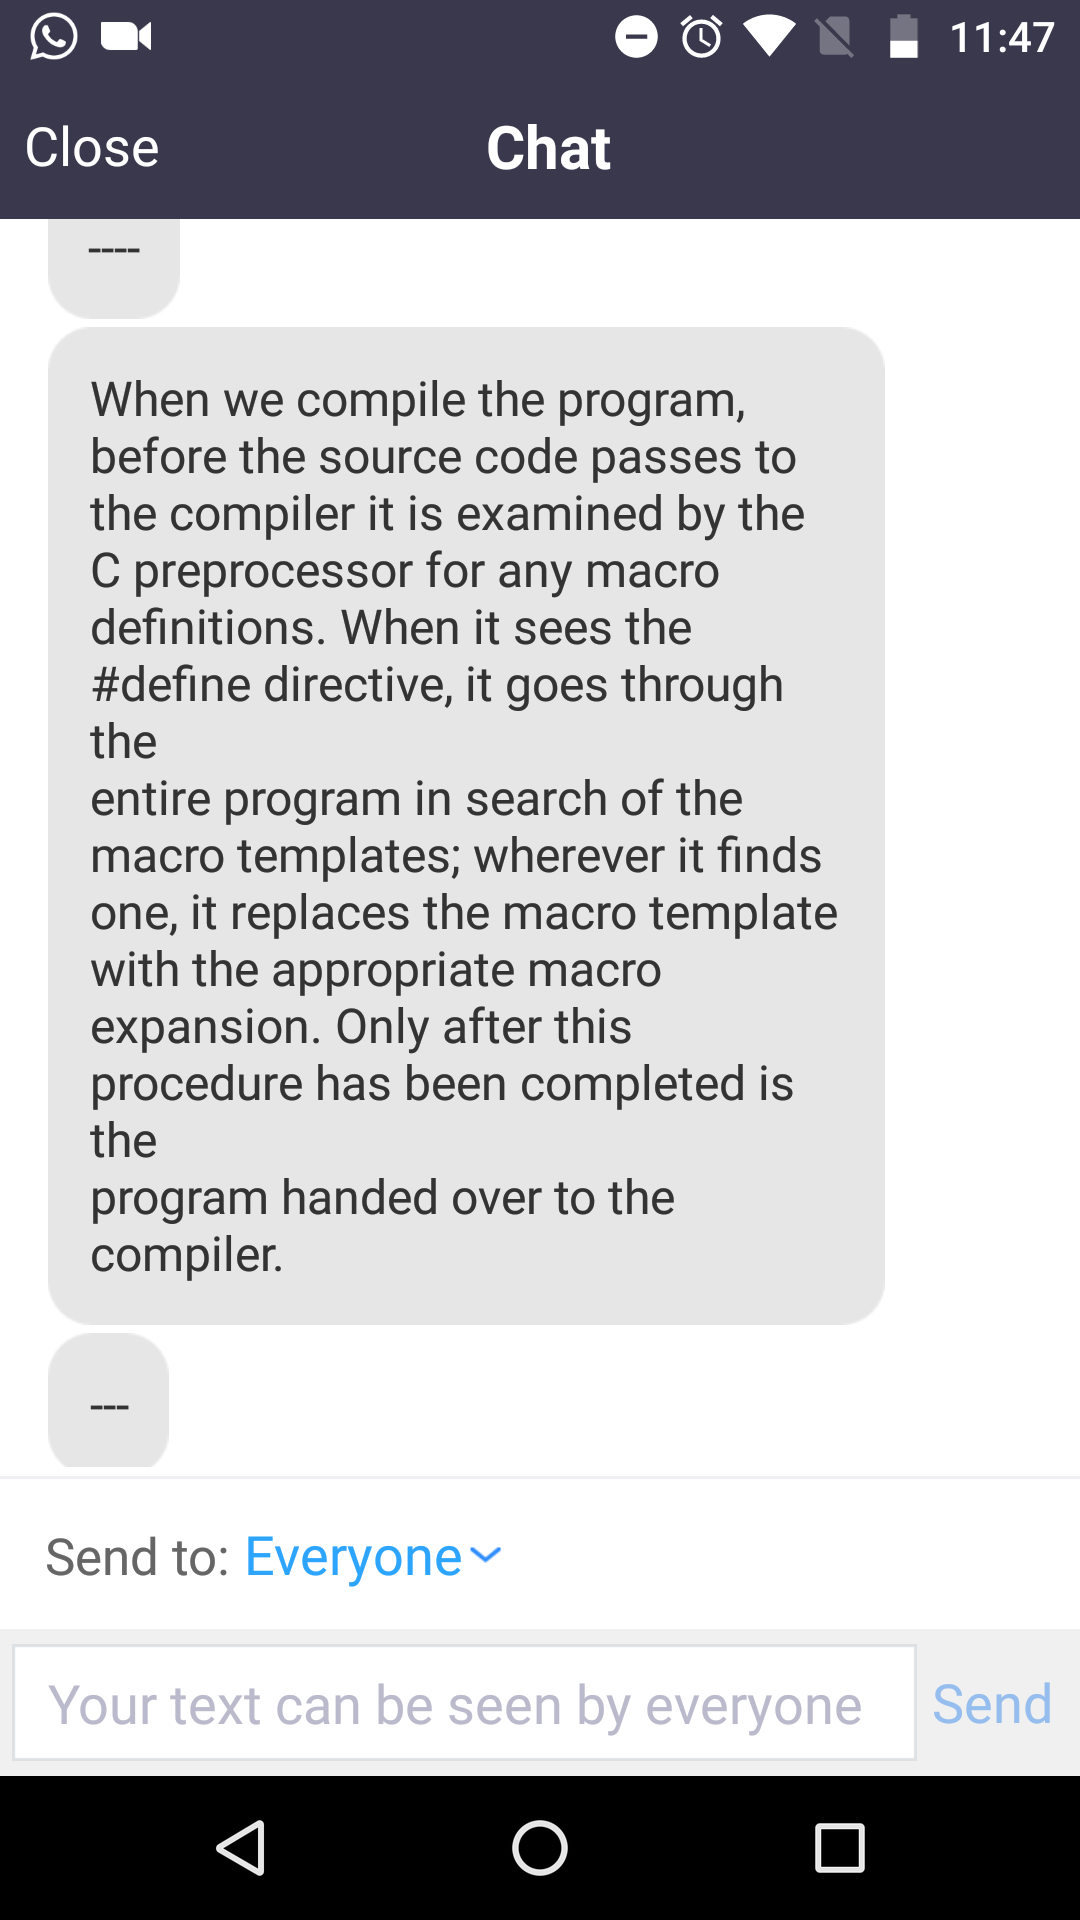 11:47
Close Chat
----
When we compile the program,
before the source code passes to
the compiler it is examined by the
C preprocessor for any macro
definitions. When it sees the
#define directive, it goes through
the
entire program in search of the
macro templates; wherever it finds
one, it replaces the macro template
with the appropriate macro
expansion. Only after this
procedure has been completed is
the
program handed over to the
compiler.
---
Send to: Everyone
Your text can be seen by everyone Send